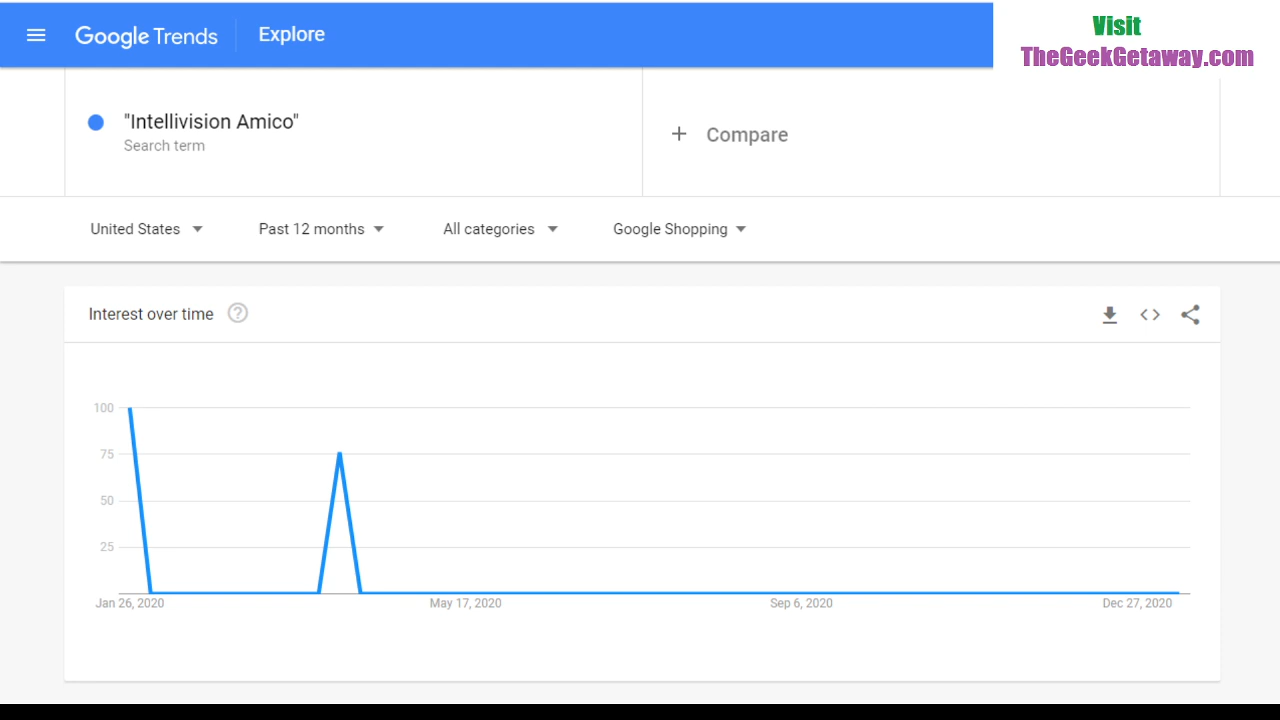 Google Trends
Explore
Visit
TheGeekGetaway.com
"Intellivision Amico"
Search term
+ Compare
United States
Past 12 months
All categories
Google Shopping
Interest over time
?
100
75
50
25
Jan 26, 2020
May 17, 2020
Sep 6, 2020
Dec 27, 2020